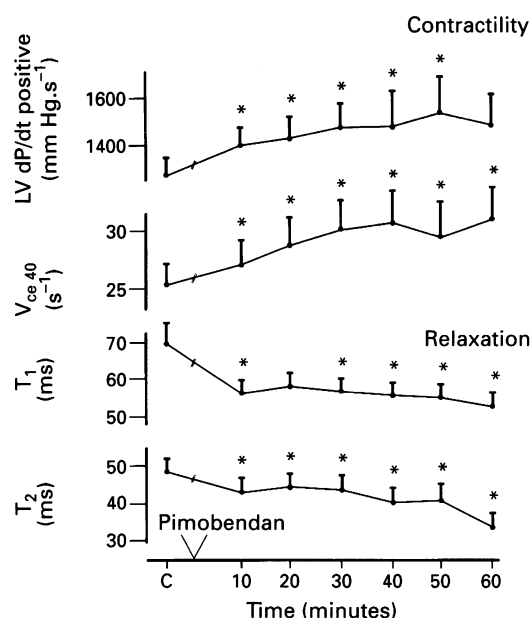 Contractility
LV dP/dt positive
(mm Hg.s⁻¹)
1600
1400
* * * * *
Vce 40
(s⁻¹)
30
25
* * * * * *
Relaxation
T1
(ms)
70
60
50
* * * * *
T2
(ms)
50
40
30
* * * * * *
Pimobendan
C 10 20 30 40 50 60
Time (minutes)